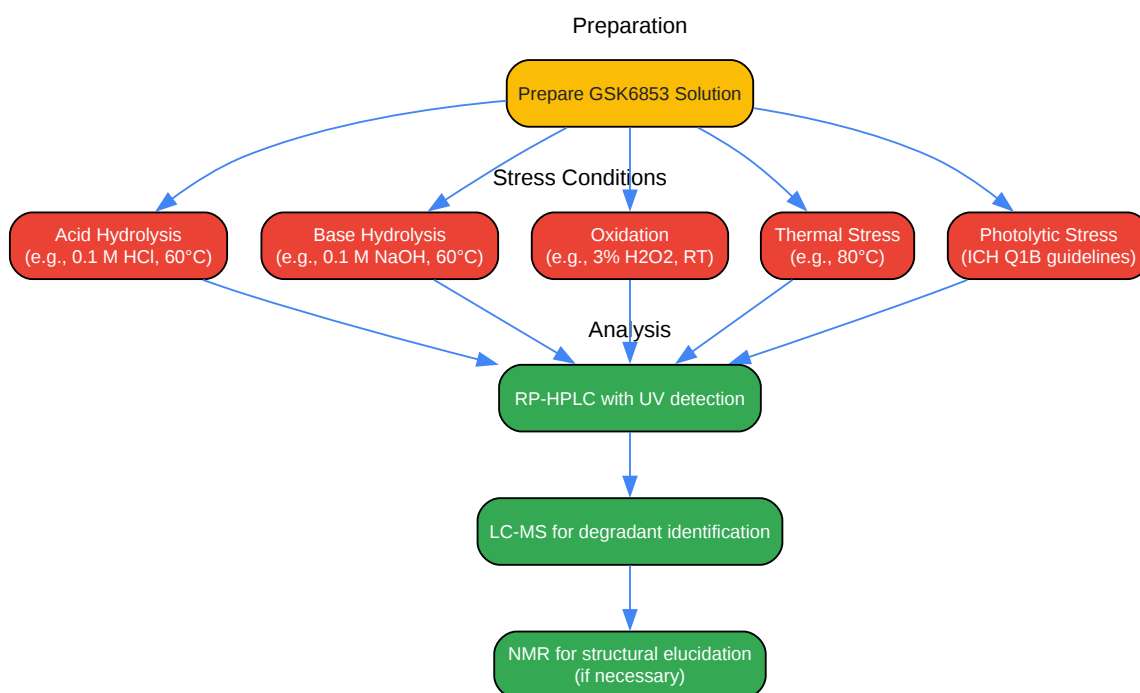 Preparation
Prepare GSK6853 Solution
Stress Conditions
Acid Hydrolysis
(e.g., 0.1 M HCl, 60°C)
Base Hydrolysis
(e.g., 0.1 M NaOH, 60°C)
Oxidation
(e.g., 3% H2O2, RT)
Thermal Stress
(e.g., 80°C)
Photolytic Stress
(ICH Q1B guidelines)
Analysis
RP-HPLC with UV detection
LC-MS for degradant identification
NMR for structural elucidation
(if necessary)